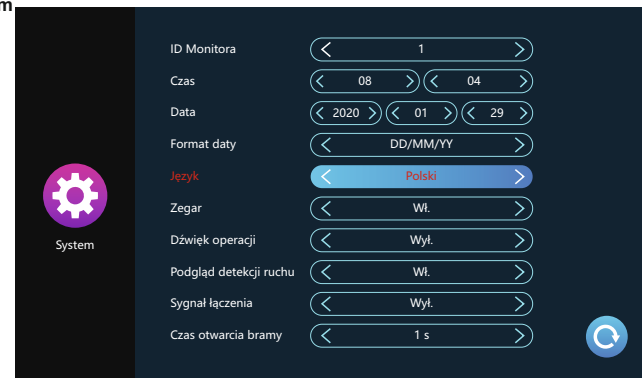 m
ID Monitora 1
Czas 08 04
Data 2020 01 29
Format daty DD/MM/YY
Język Polski
Zegar Wł.
System
Dźwięk operacji Wył.
Podgląd detekcji ruchu Wł.
Sygnał łączenia Wył.
Czas otwarcia bramy 1 s